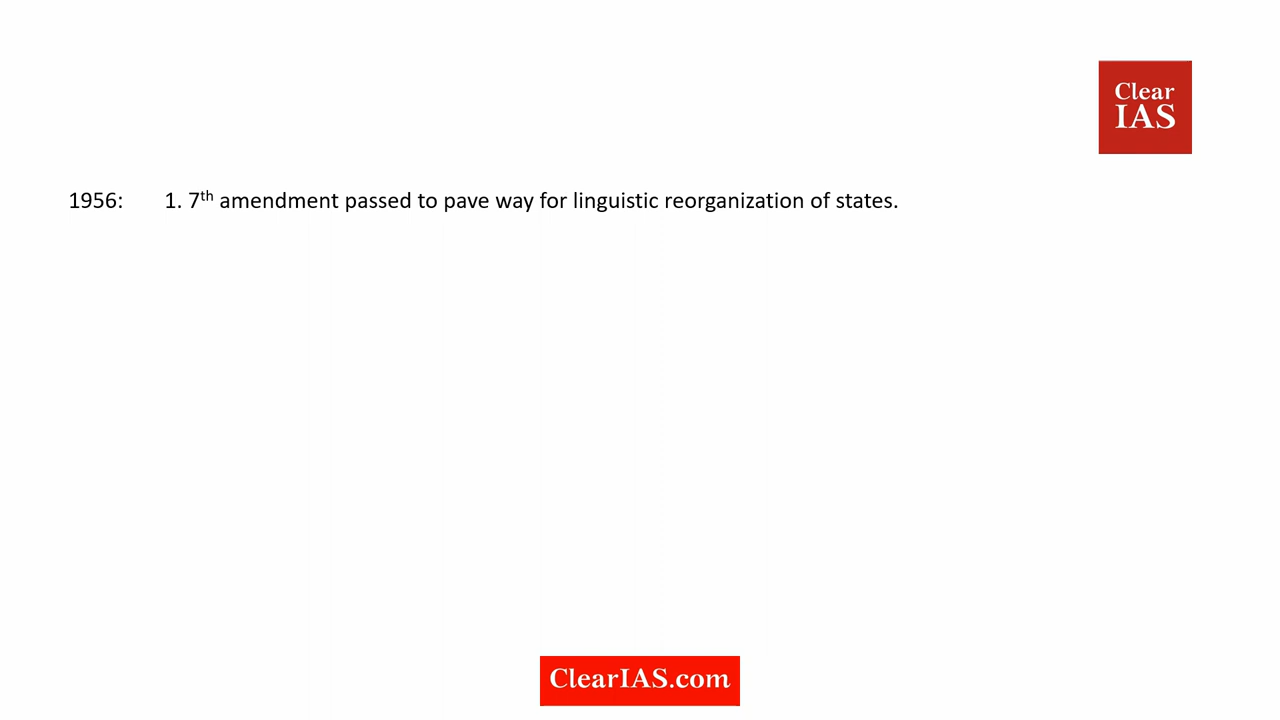 Clear
IAS
1956: 1. 7th amendment passed to pave way for linguistic reorganization of states.
ClearIAS.com